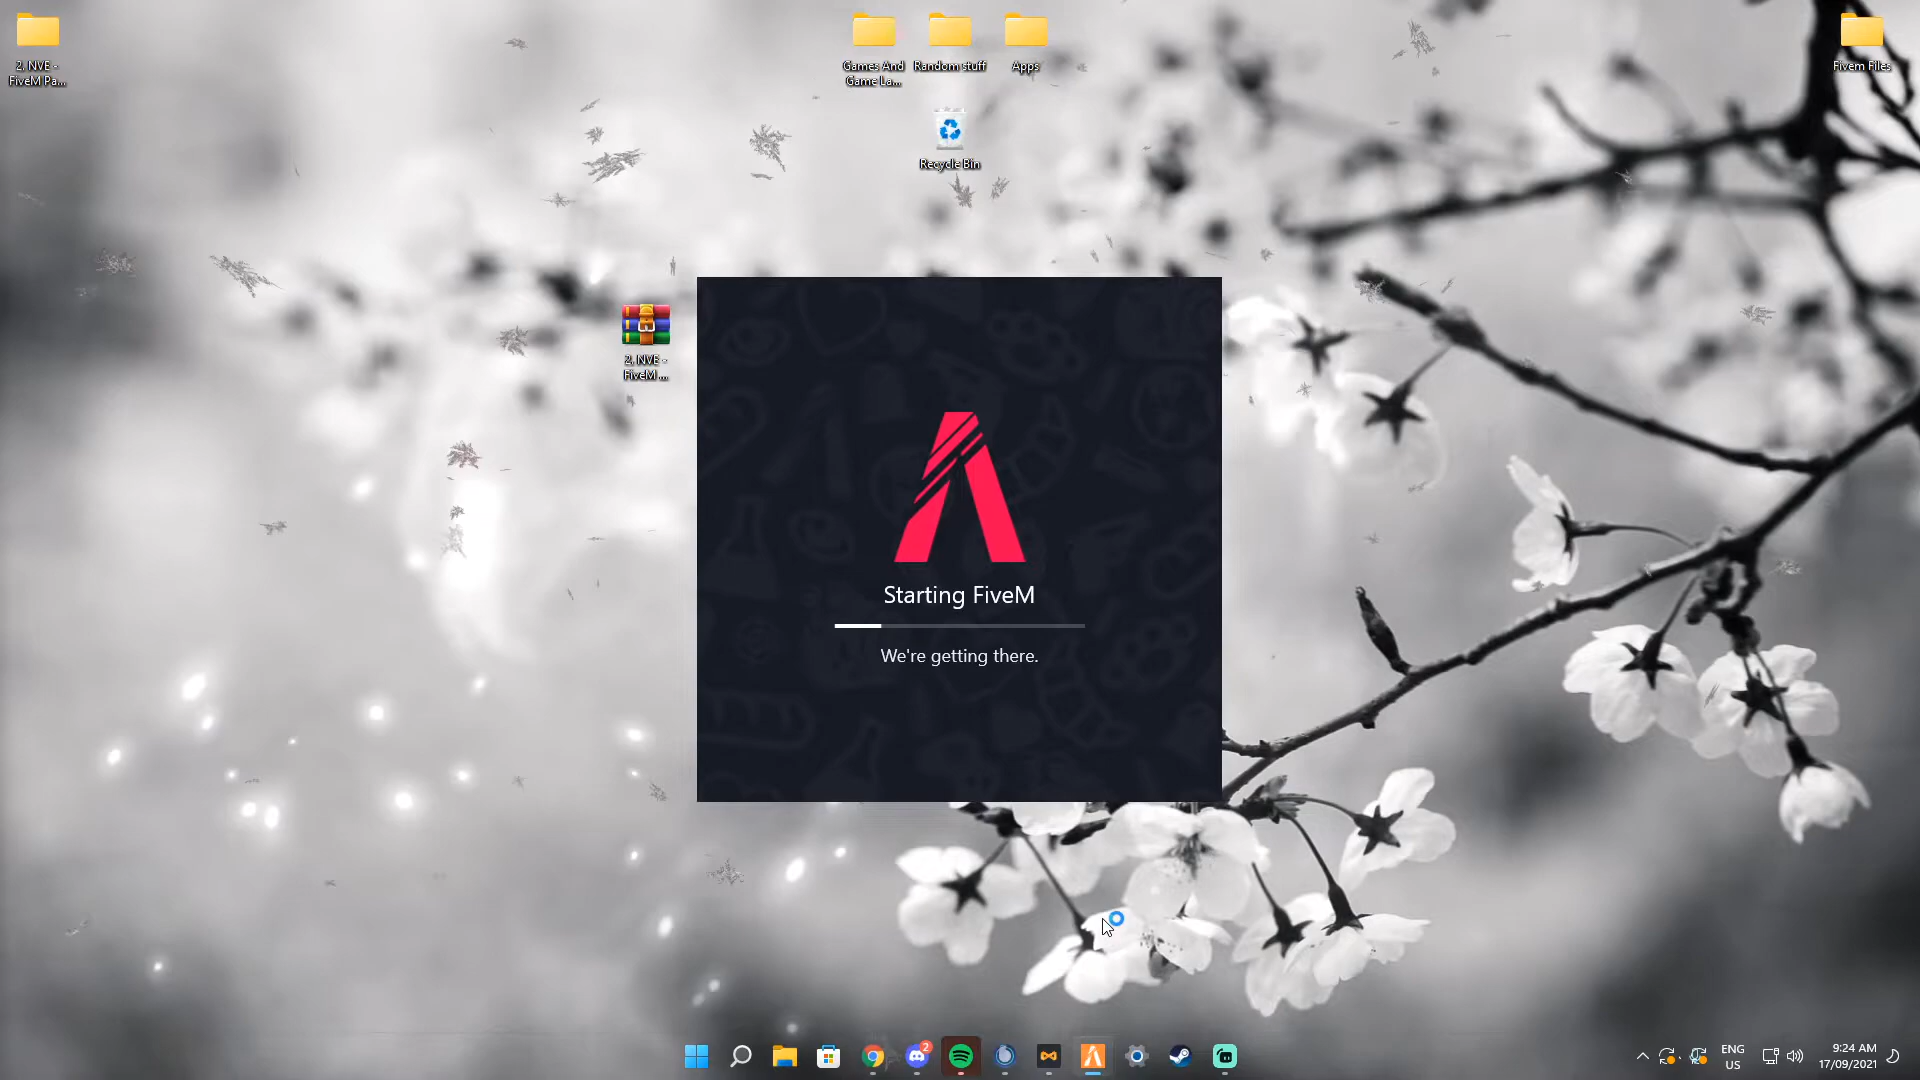 2. NVE -
FiveM Pa...
Games And
Game La...
Random stuff
Apps
Fivem Files
Recycle Bin
2. NVE -
FiveM ...
Starting FiveM
We're getting there.
2
ENG
US
9:24 AM
17/09/2021